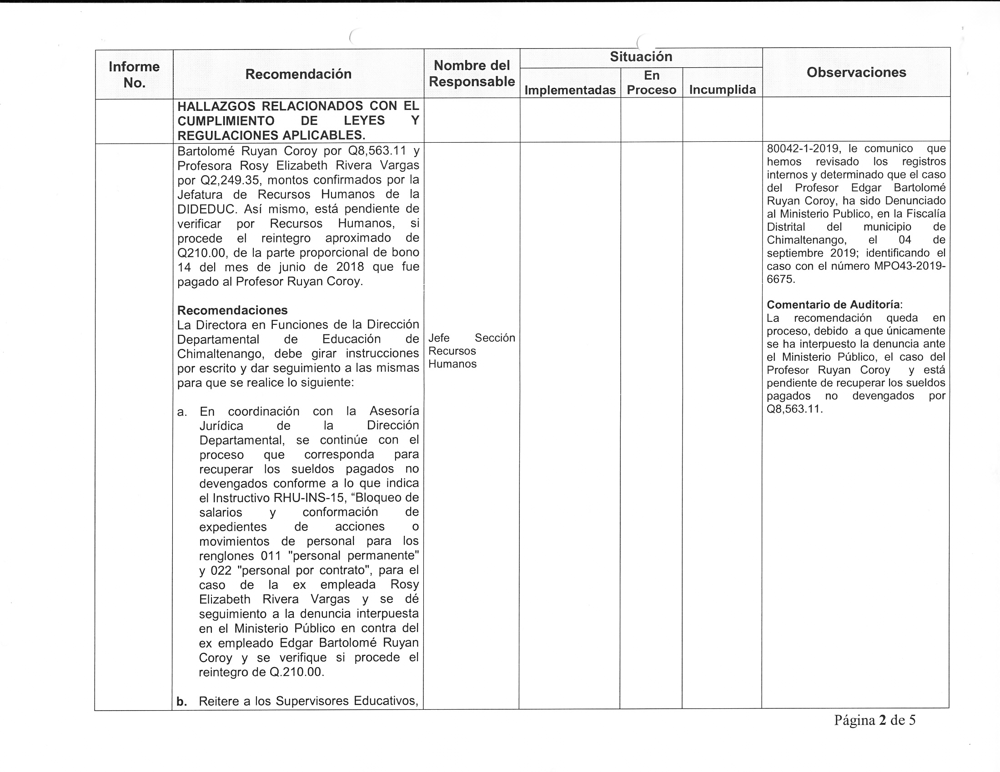 Informe No.
Recomendación
Nombre del Responsable
Situación
Implementadas
En Proceso
Incumplida
Observaciones
HALLAZGOS RELACIONADOS CON EL
CUMPLIMIENTO DE LEYES Y
REGULACIONES APLICABLES.
Bartolomé Ruyan Coroy por Q8,563.11 y
Profesora Rosy Elizabeth Rivera Vargas
por Q2,249.35, montos confirmados por la
Jefatura de Recursos Humanos de la
DIDEDUC. Así mismo, está pendiente de
verificar por Recursos Humanos, si
procede el reintegro aproximado de
Q210.00, de la parte proporcional de bono
14 del mes de junio de 2018 que fue
pagado al Profesor Ruyan Coroy.
Recomendaciones
La Directora en Funciones de la Dirección
Departamental de Educación de
Chimaltenango, debe girar instrucciones
por escrito y dar seguimiento a las mismas
para que se realice lo siguiente:
a. En coordinación con la Asesoría
Jurídica de la Dirección
Departamental, se continúe con el
proceso que corresponda para
recuperar los sueldos pagados no
devengados conforme a lo que indica
el Instructivo RHU-INS-15, “Bloqueo de
salarios y conformación de
expedientes de acciones o
movimientos de personal para los
renglones 011 "personal permanente"
y 022 "personal por contrato", para el
caso de la ex empleada Rosy
Elizabeth Rivera Vargas y se dé
seguimiento a la denuncia interpuesta
en el Ministerio Público en contra del
ex empleado Edgar Bartolomé Ruyan
Coroy y se verifique si procede el
reintegro de Q.210.00.
b. Reitere a los Supervisores Educativos,
Jefe Sección
Recursos
Humanos
80042-1-2019, le comunico que
hemos revisado los registros
internos y determinado que el caso
del Profesor Edgar Bartolomé
Ruyan Coroy, ha sido Denunciado
al Ministerio Publico, en la Fiscalía
Distrital del municipio de
Chimaltenango, el 04 de
septiembre 2019; identificando el
caso con el número MPO43-2019-
6675.
Comentario de Auditoría:
La recomendación queda en
proceso, debido a que únicamente
se ha interpuesto la denuncia ante
el Ministerio Público, el caso del
Profesor Ruyan Coroy y está
pendiente de recuperar los sueldos
pagados no devengados por
Q8,563.11.
Página 2 de 5